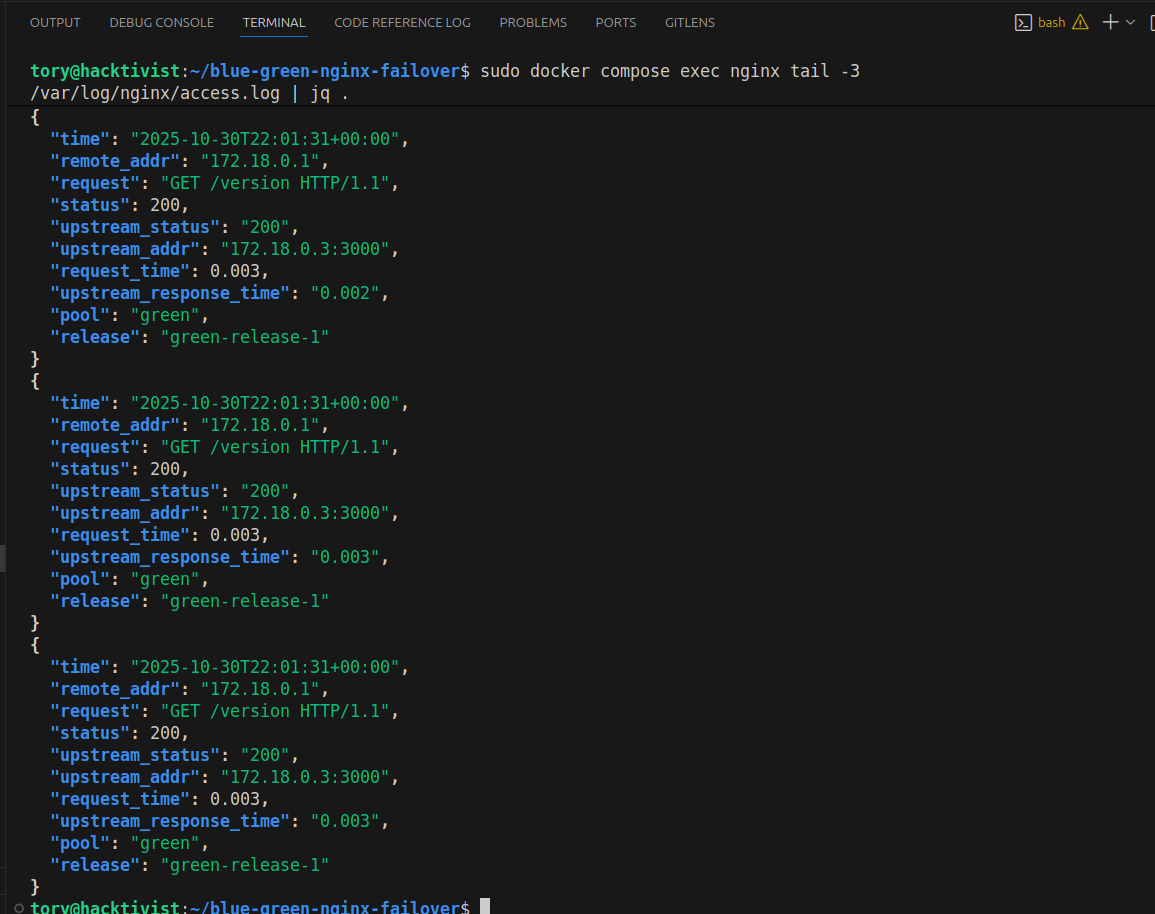 OUTPUT DEBUG CONSOLE TERMINAL CODE REFERENCE LOG PROBLEMS PORTS GITLENS bash
tory@hacktivist:~/blue-green-nginx-failover$ sudo docker compose exec nginx tail -3
/var/log/nginx/access.log | jq .
{
  "time": "2025-10-30T22:01:31+00:00",
  "remote_addr": "172.18.0.1",
  "request": "GET /version HTTP/1.1",
  "status": 200,
  "upstream_status": "200",
  "upstream_addr": "172.18.0.3:3000",
  "request_time": 0.003,
  "upstream_response_time": "0.002",
  "pool": "green",
  "release": "green-release-1"
}
{
  "time": "2025-10-30T22:01:31+00:00",
  "remote_addr": "172.18.0.1",
  "request": "GET /version HTTP/1.1",
  "status": 200,
  "upstream_status": "200",
  "upstream_addr": "172.18.0.3:3000",
  "request_time": 0.003,
  "upstream_response_time": "0.003",
  "pool": "green",
  "release": "green-release-1"
}
{
  "time": "2025-10-30T22:01:31+00:00",
  "remote_addr": "172.18.0.1",
  "request": "GET /version HTTP/1.1",
  "status": 200,
  "upstream_status": "200",
  "upstream_addr": "172.18.0.3:3000",
  "request_time": 0.003,
  "upstream_response_time": "0.003",
  "pool": "green",
  "release": "green-release-1"
}
tory@hacktivist:~/blue-green-nginx-failover$